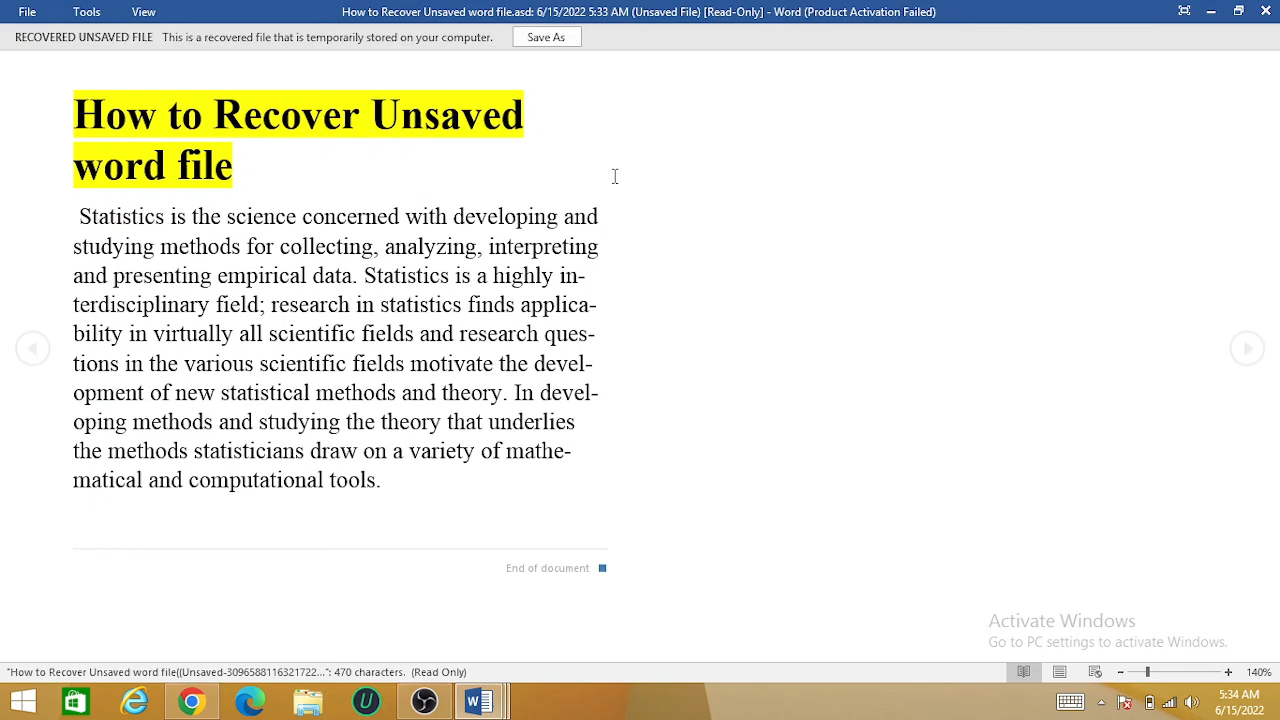 File Tools View How to Recover Unsaved word file.asd: 6/15/2022 5:33 AM (Unsaved File) [Read-Only] - Word (Product Activation Failed)
RECOVERED UNSAVED FILE This is a recovered file that is temporarily stored on your computer. Save As
How to Recover Unsaved
word file
Statistics is the science concerned with developing and
studying methods for collecting, analyzing, interpreting
and presenting empirical data. Statistics is a highly in-
terdisciplinary field; research in statistics finds applica-
bility in virtually all scientific fields and research ques-
tions in the various scientific fields motivate the devel-
opment of new statistical methods and theory. In devel-
oping methods and studying the theory that underlies
the methods statisticians draw on a variety of mathe-
matical and computational tools.
End of document
Activate Windows
Go to PC settings to activate Windows.
"How to Recover Unsaved word file((Unsaved-3096588116321722...": 470 characters. (Read Only) 140%
5:34 AM
6/15/2022